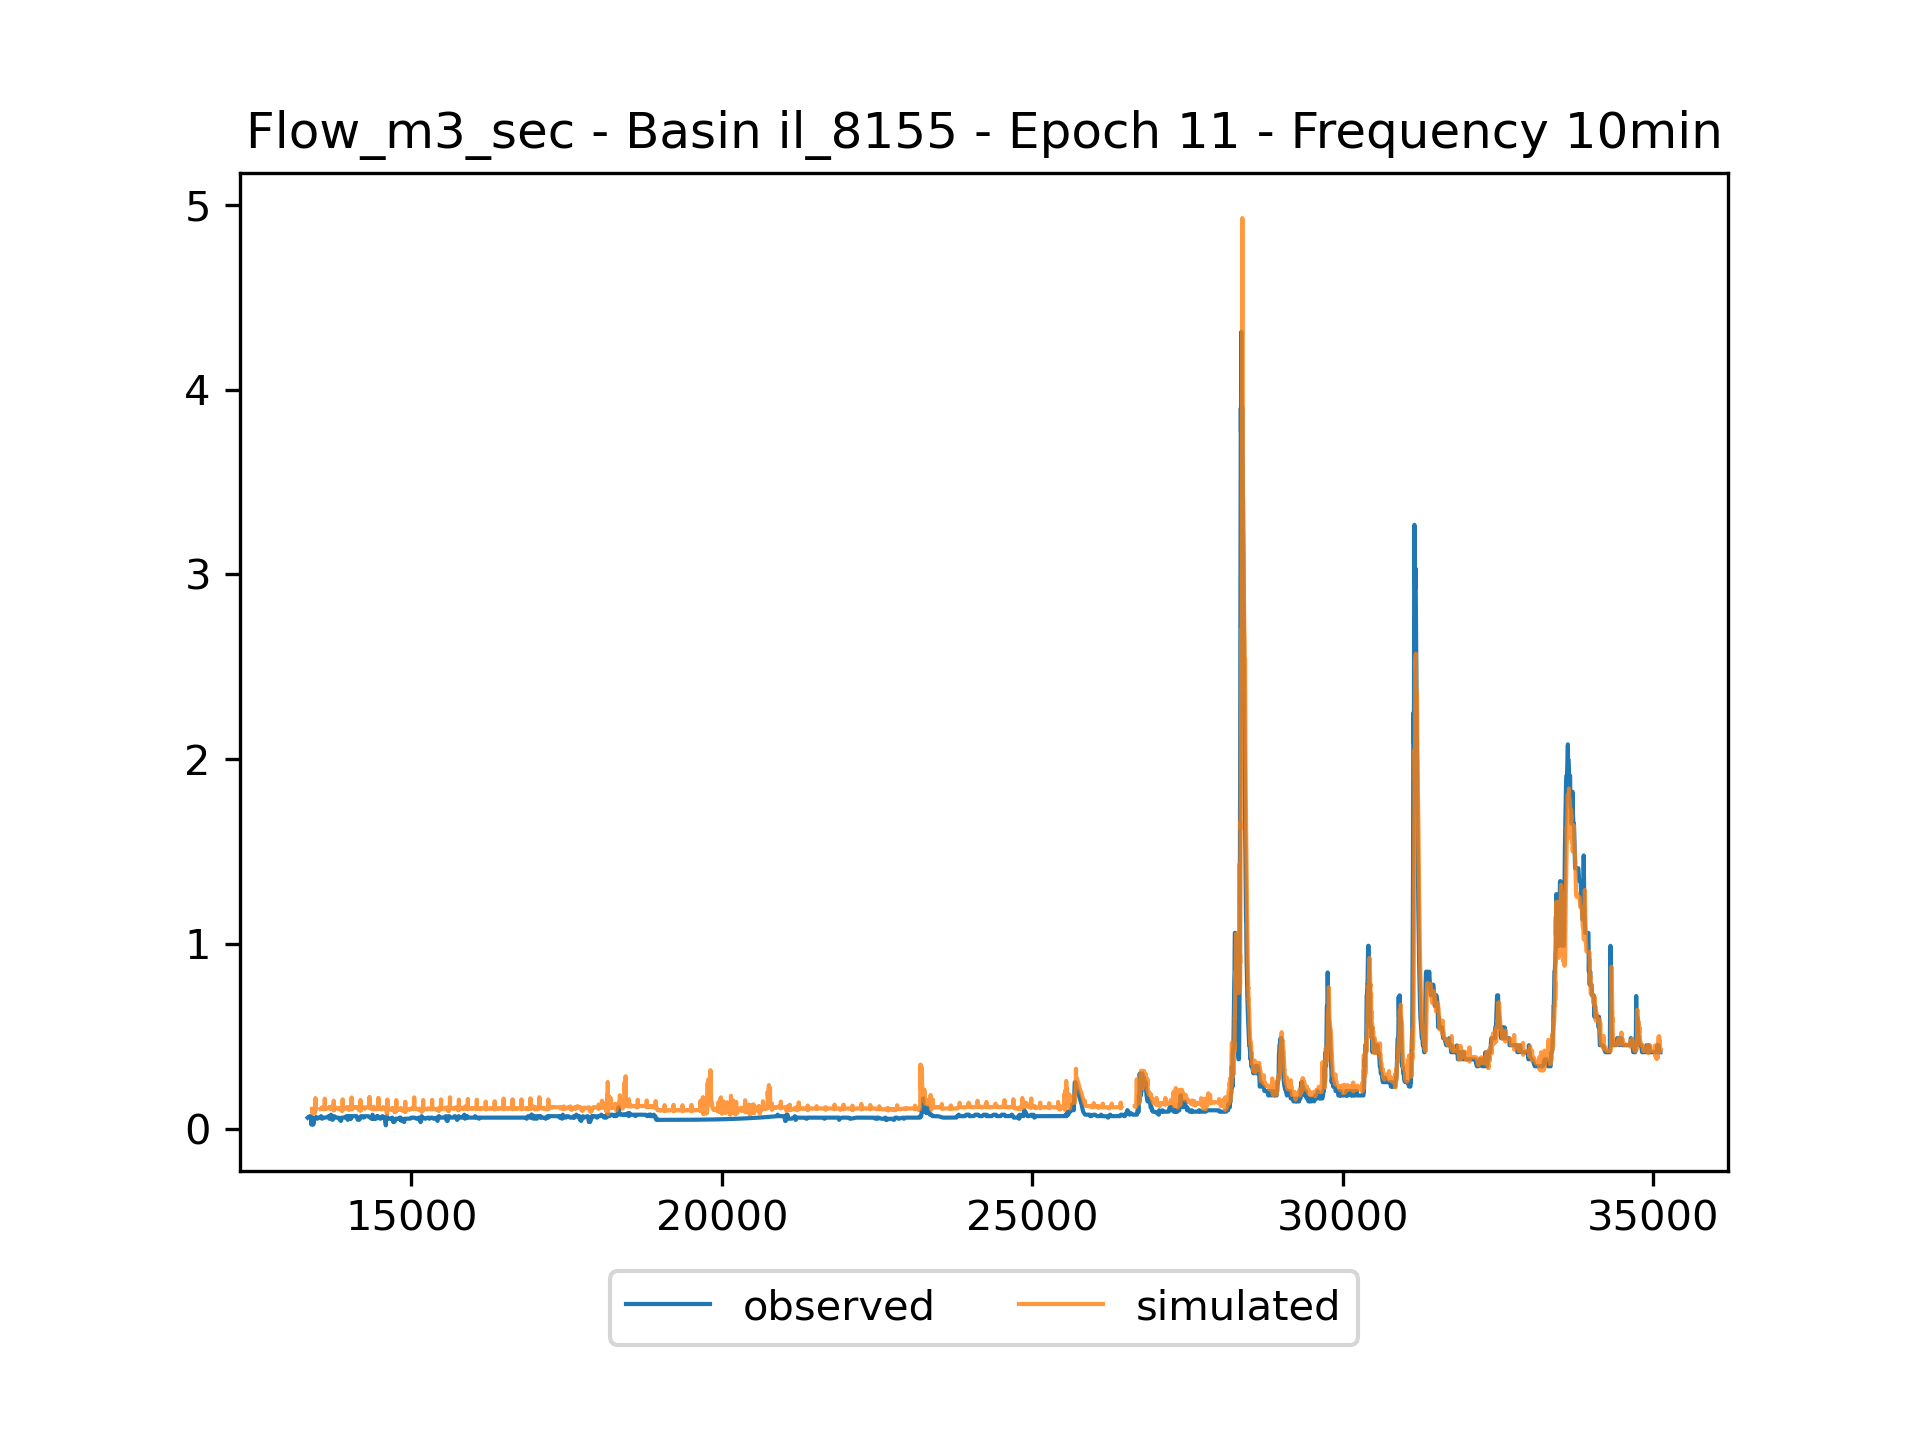 Flow_m3_sec - Basin il_8155 - Epoch 11 - Frequency 10min
5
4
3
2
1
0
15000 20000 25000 30000 35000
observed simulated